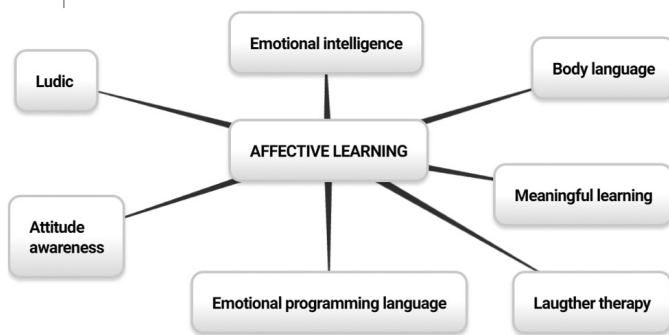 Emotional intelligence
Ludic
Body language
AFFECTIVE LEARNING
Meaningful learning
Attitude
awareness
Emotional programming language
Laugther therapy